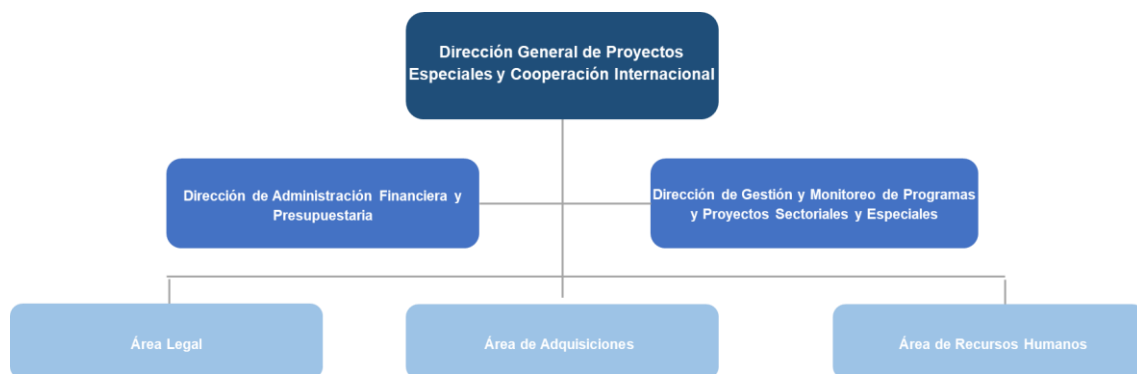 Dirección General de Proyectos
Especiales y Cooperación Internacional
Dirección de Administración Financiera y
Presupuestaria
Dirección de Gestión y Monitoreo de Programas
y Proyectos Sectoriales y Especiales
Área Legal
Área de Adquisiciones
Área de Recursos Humanos